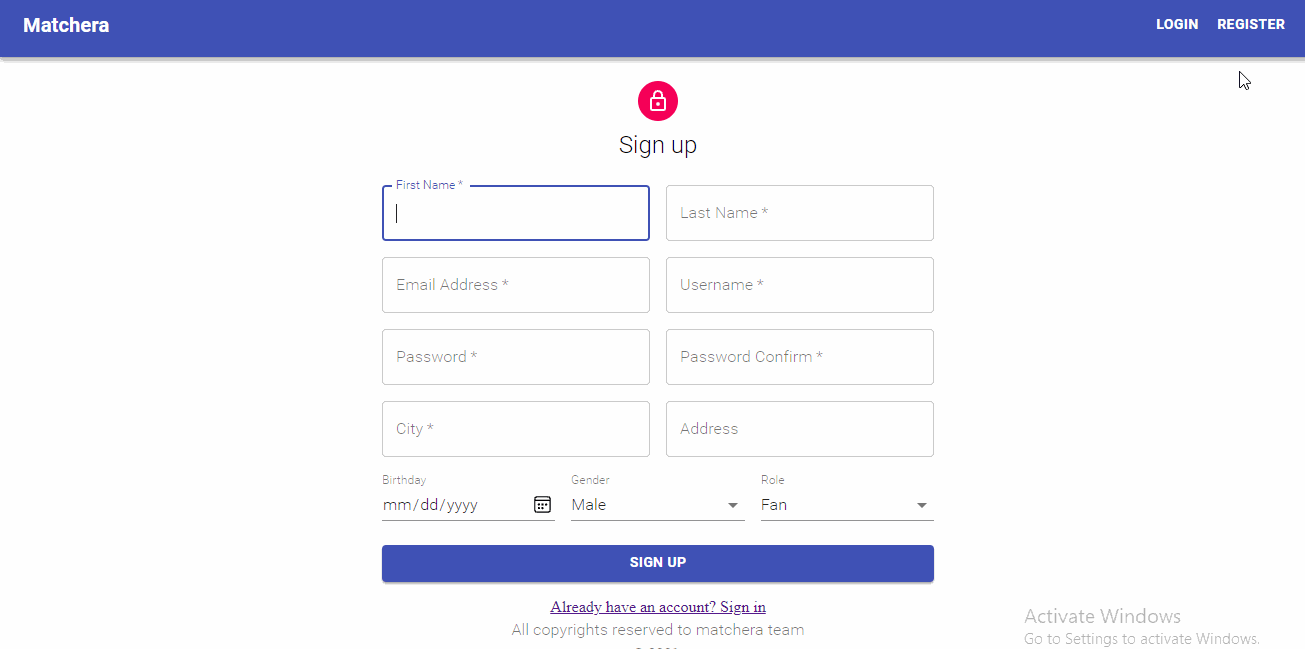 Matchera
LOGIN REGISTER
Sign up
First Name *
Last Name *
Email Address *
Username *
Password *
Password Confirm *
City *
Address
Birthday
Gender
Role
mm/dd/yyyy
Male
Fan
SIGN UP
Already have an account? Sign in
All copyrights reserved to matchera team
Activate Windows
Go to Settings to activate Windows.